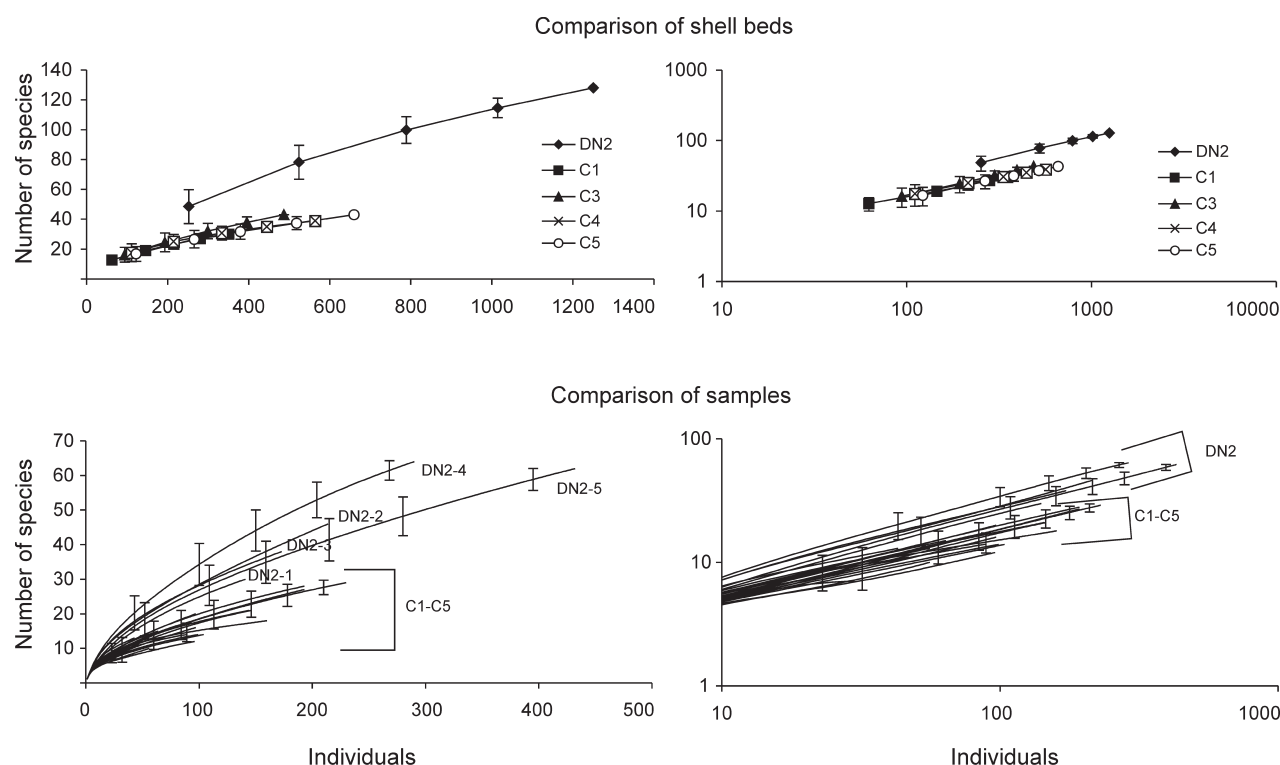 Comparison of shell beds
Number of species
140
120
100
80
60
40
20
0
200
400
600
800
1000
1200
1400
DN2
C1
C3
C4
C5
1000
100
10
1
10
100
1000
10000
DN2
C1
C3
C4
C5
Comparison of samples
Number of species
70
60
50
40
30
20
10
0
100
200
300
400
500
Individuals
DN2-4
DN2-5
DN2-2
DN2-3
DN2-1
C1-C5
100
10
1
10
100
1000
Individuals
DN2
C1-C5